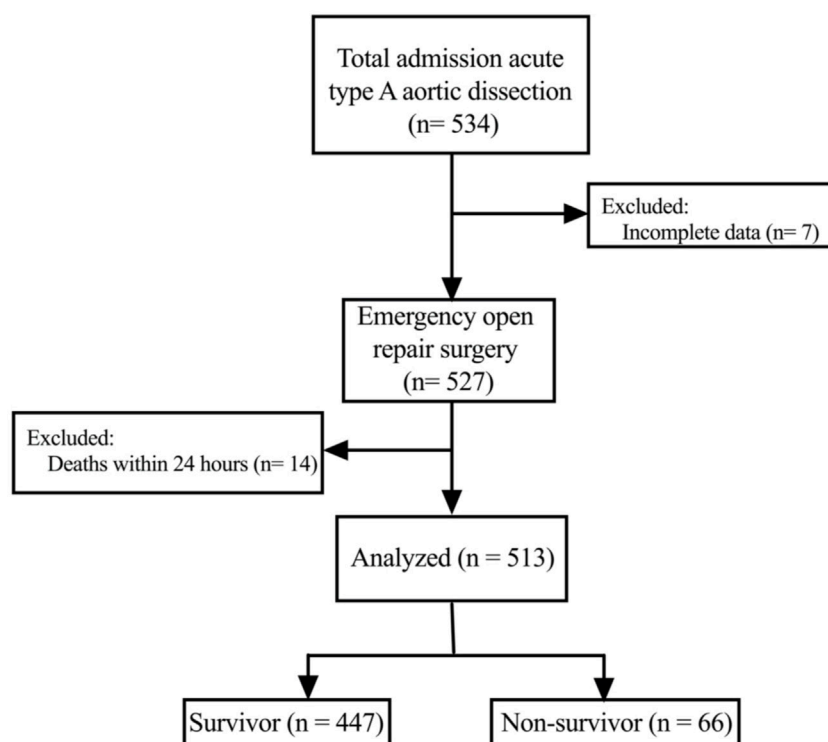 Total admission acute
type A aortic dissection
(n= 534)
Excluded:
Incomplete data (n= 7)
Emergency open
repair surgery
(n= 527)
Excluded:
Deaths within 24 hours (n= 14)
Analyzed (n = 513)
Survivor (n = 447)
Non-survivor (n = 66)